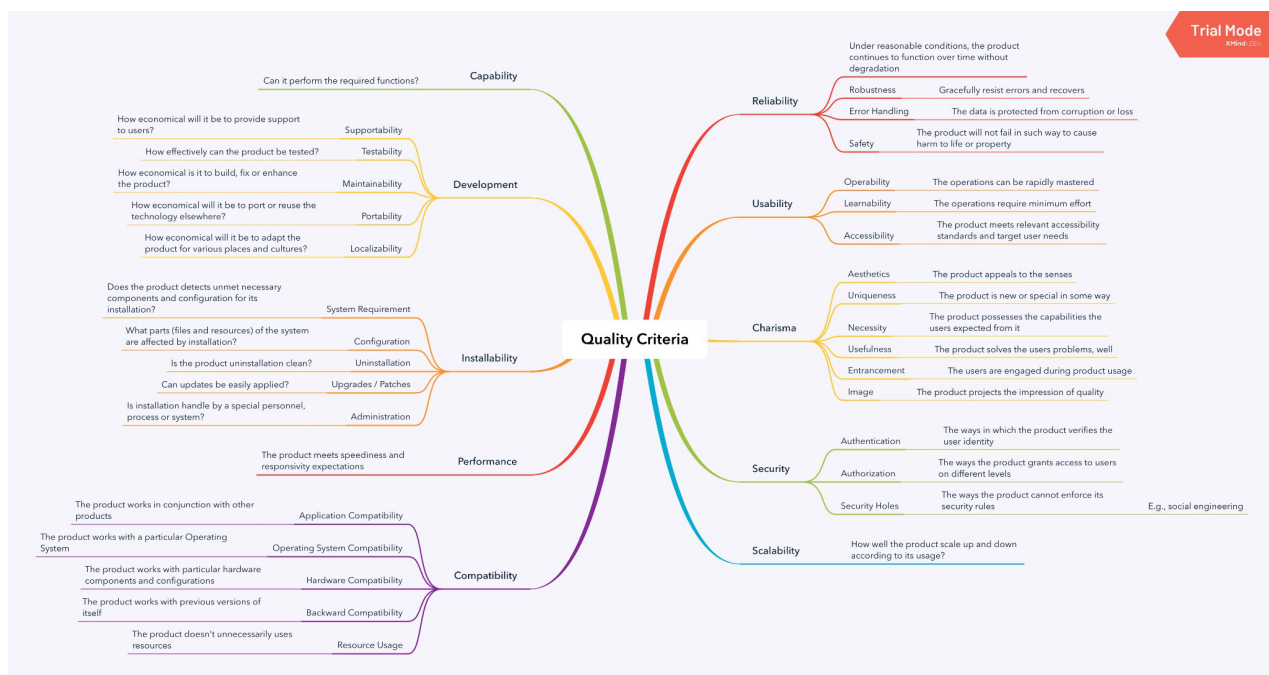 Trial Mode
XMind:ZEN
Quality Criteria
Reliability
Under reasonable conditions, the product
continues to function over time without
degradation
Robustness
Gracefully resist errors and recovers
Error Handling
The data is protected from corruption or loss
Safety
The product will not fail in such way to cause
harm to life or property
Usability
Operability
The operations can be rapidly mastered
Learnability
The operations require minimum effort
Accessibility
The product meets relevant accessibility
standards and target user needs
Charisma
Aesthetics
The product appeals to the senses
Uniqueness
The product is new or special in some way
Necessity
The product possesses the capabilities the
users expected from it
Usefulness
The product solves the users problems, well
Entrancement
The users are engaged during product usage
Image
The product projects the impression of quality
Security
Authentication
The ways in which the product verifies the
user identity
Authorization
The ways the product grants access to users
on different levels
Security Holes
The ways the product cannot enforce its
security rules
E.g., social engineering
Scalability
How well the product scale up and down
according to its usage?
Capability
Can it perform the required functions?
Development
Supportability
How economical will it be to provide support
to users?
Testability
How effectively can the product be tested?
Maintainability
How economical is it to build, fix or enhance
the product?
Portability
How economical will it be to port or reuse the
technology elsewhere?
Localizability
How economical will it be to adapt the
product for various places and cultures?
Installability
System Requirement
Does the product detects unmet necessary
components and configuration for its
installation?
Configuration
What parts (files and resources) of the system
are affected by installation?
Uninstallation
Is the product uninstallation clean?
Upgrades / Patches
Can updates be easily applied?
Administration
Is installation handle by a special personnel,
process or system?
Performance
The product meets speediness and
responsivity expectations
Compatibility
Application Compatibility
The product works in conjunction with other
products
Operating System Compatibility
The product works with a particular Operating
System
Hardware Compatibility
The product works with particular hardware
components and configurations
Backward Compatibility
The product works with previous versions of
itself
Resource Usage
The product doesn't unnecessarily uses
resources